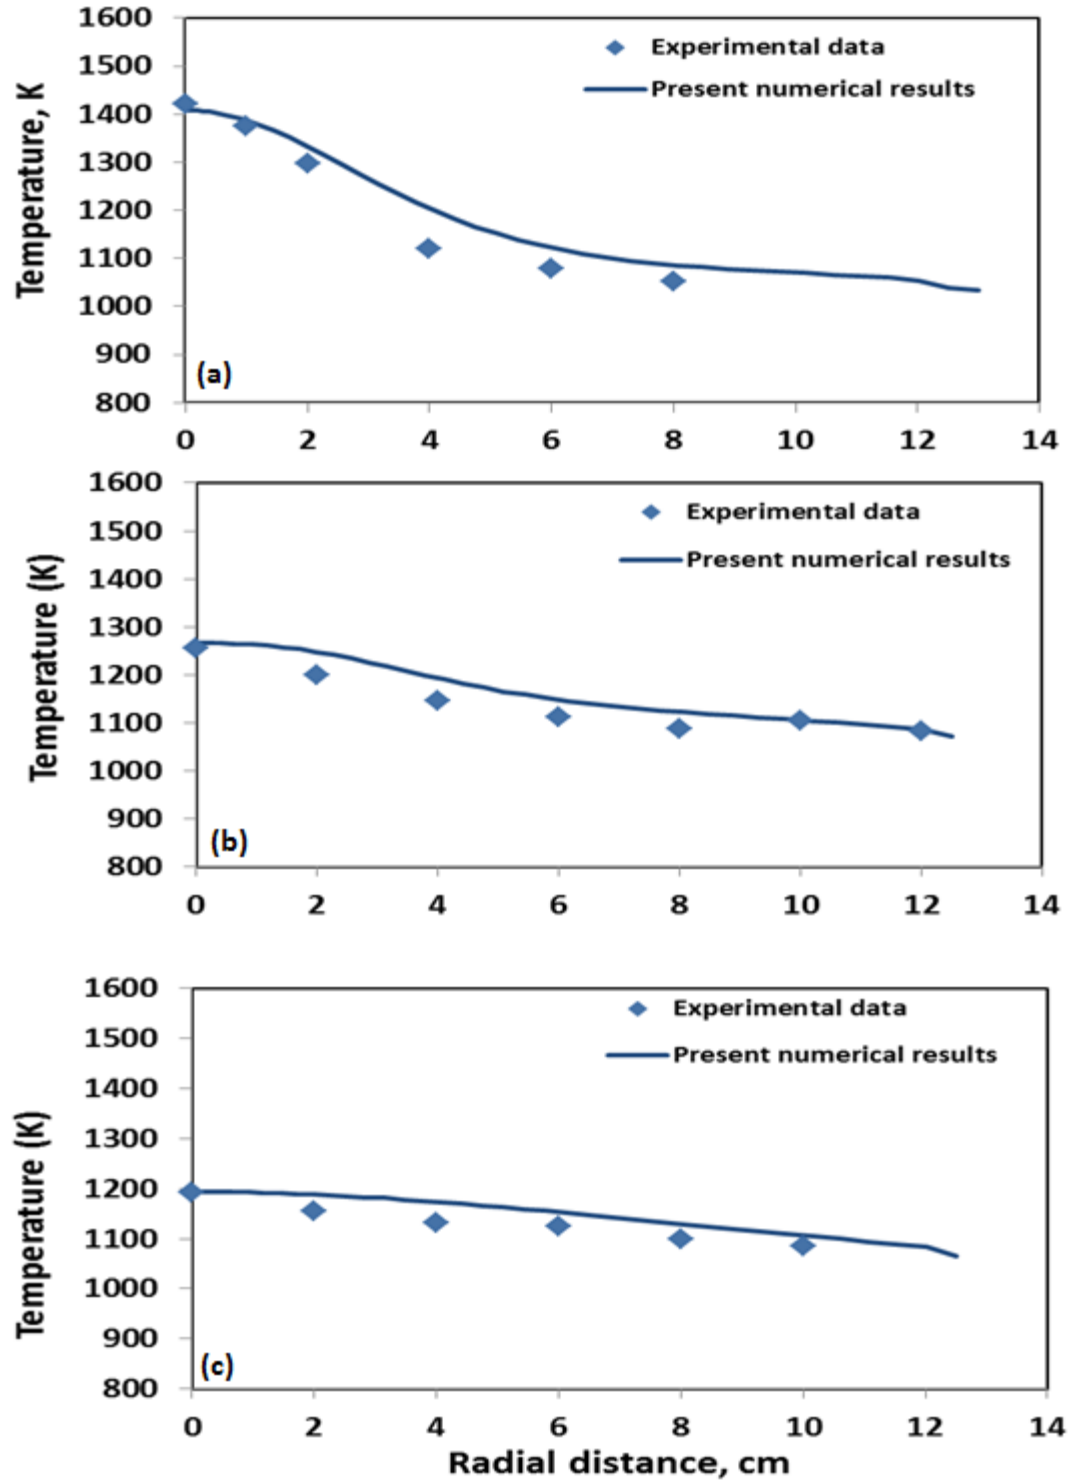 1600
1500
1400
1300
1200
1100
1000
900
800
Temperature, K
Experimental data
Present numerical results
(a)
0 2 4 6 8 10 12 14
1600
1500
1400
1300
1200
1100
1000
900
800
Temperature (K)
Experimental data
Present numerical results
(b)
0 2 4 6 8 10 12 14
1600
1500
1400
1300
1200
1100
1000
900
800
Temperature (K)
Experimental data
Present numerical results
(c)
0 2 4 6 8 10 12 14
Radial distance, cm